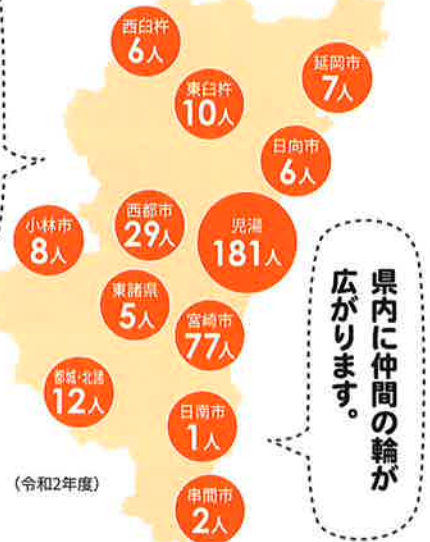 西臼杵
6人
延岡市
7人
東臼杵
10人
日向市
6人
西都市
29人
児湯
181人
小林市
8人
東諸県
5人
宮崎市
77人
都城・北諸
12人
日南市
1人
串間市
2人
県内に仲間の輪が
広がります。
(令和2年度)